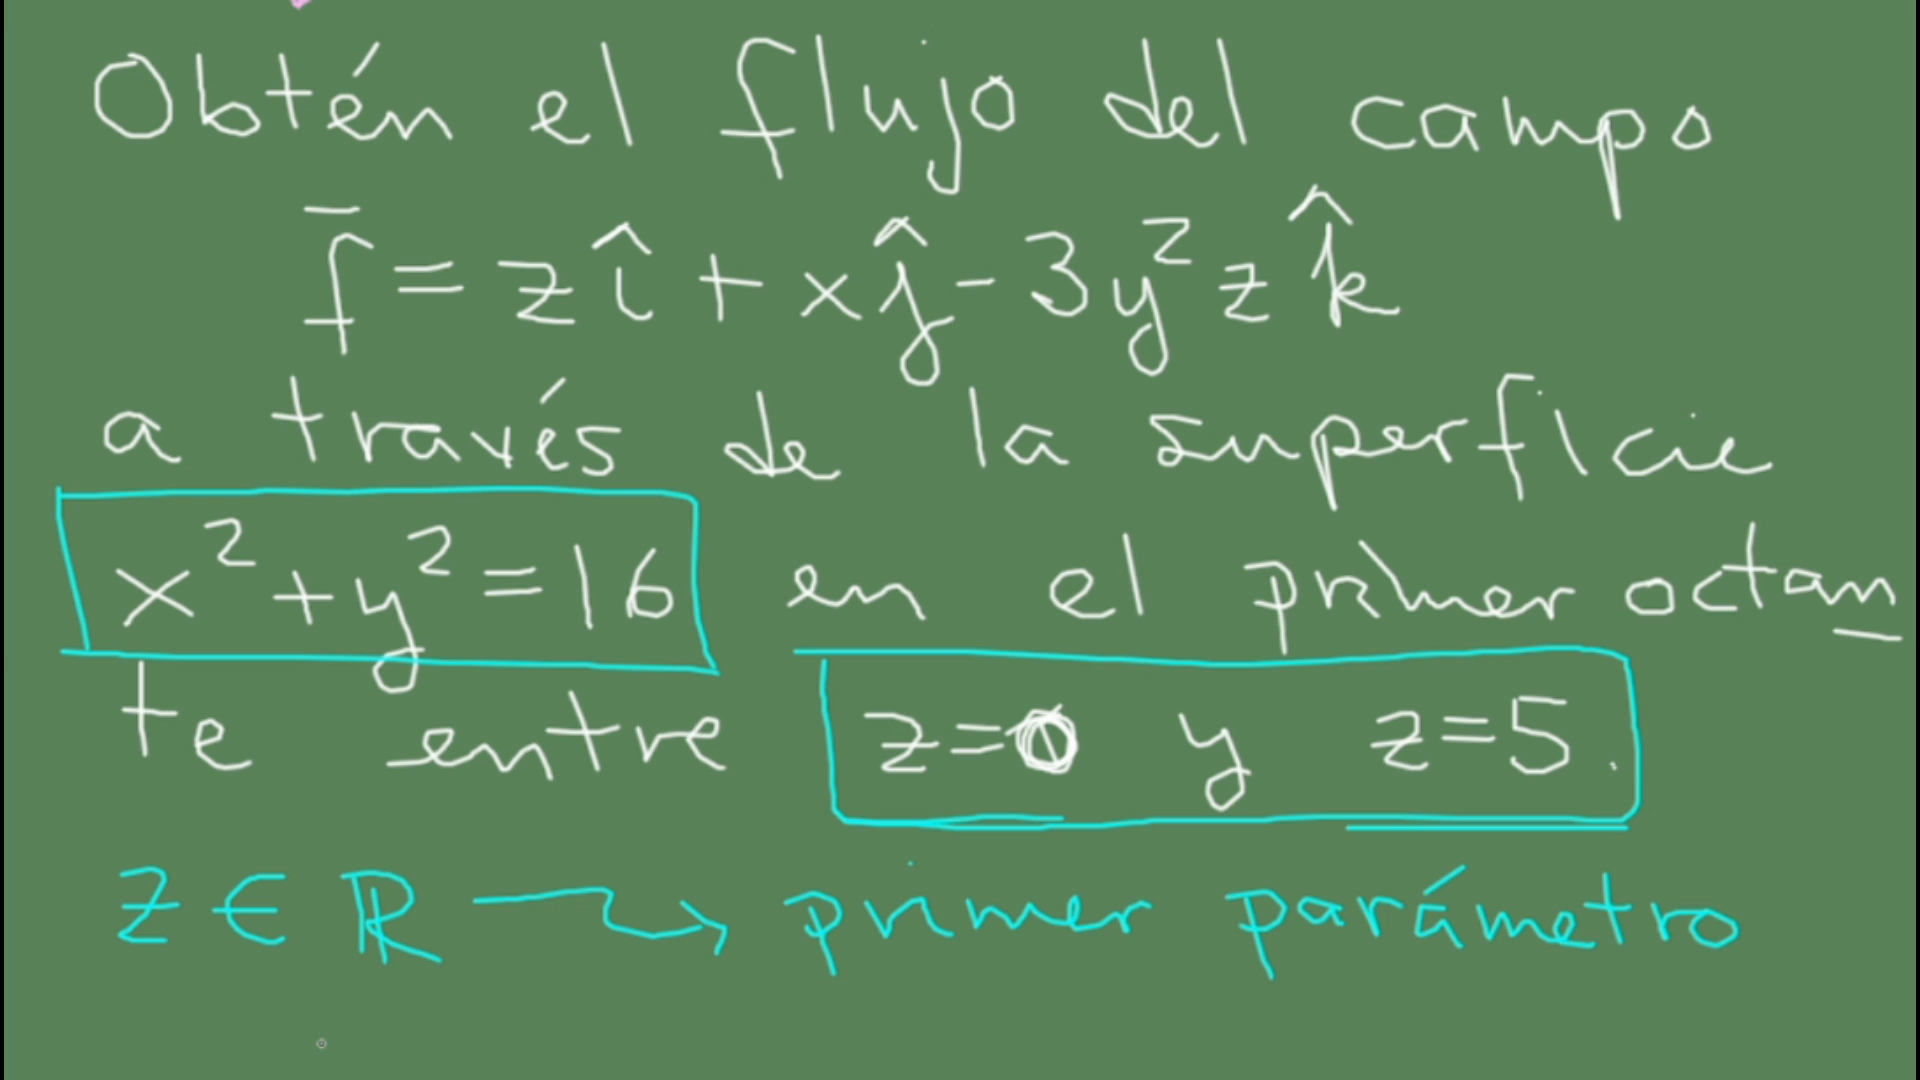 Obtén el flujo del campo
f̄ = z î + x ĵ - 3y²z k̂
a través de la superficie
x² + y² = 16 en el primer octan
te entre z=0 y z=5.
z ∈ ℝ ⟿ primer parámetro